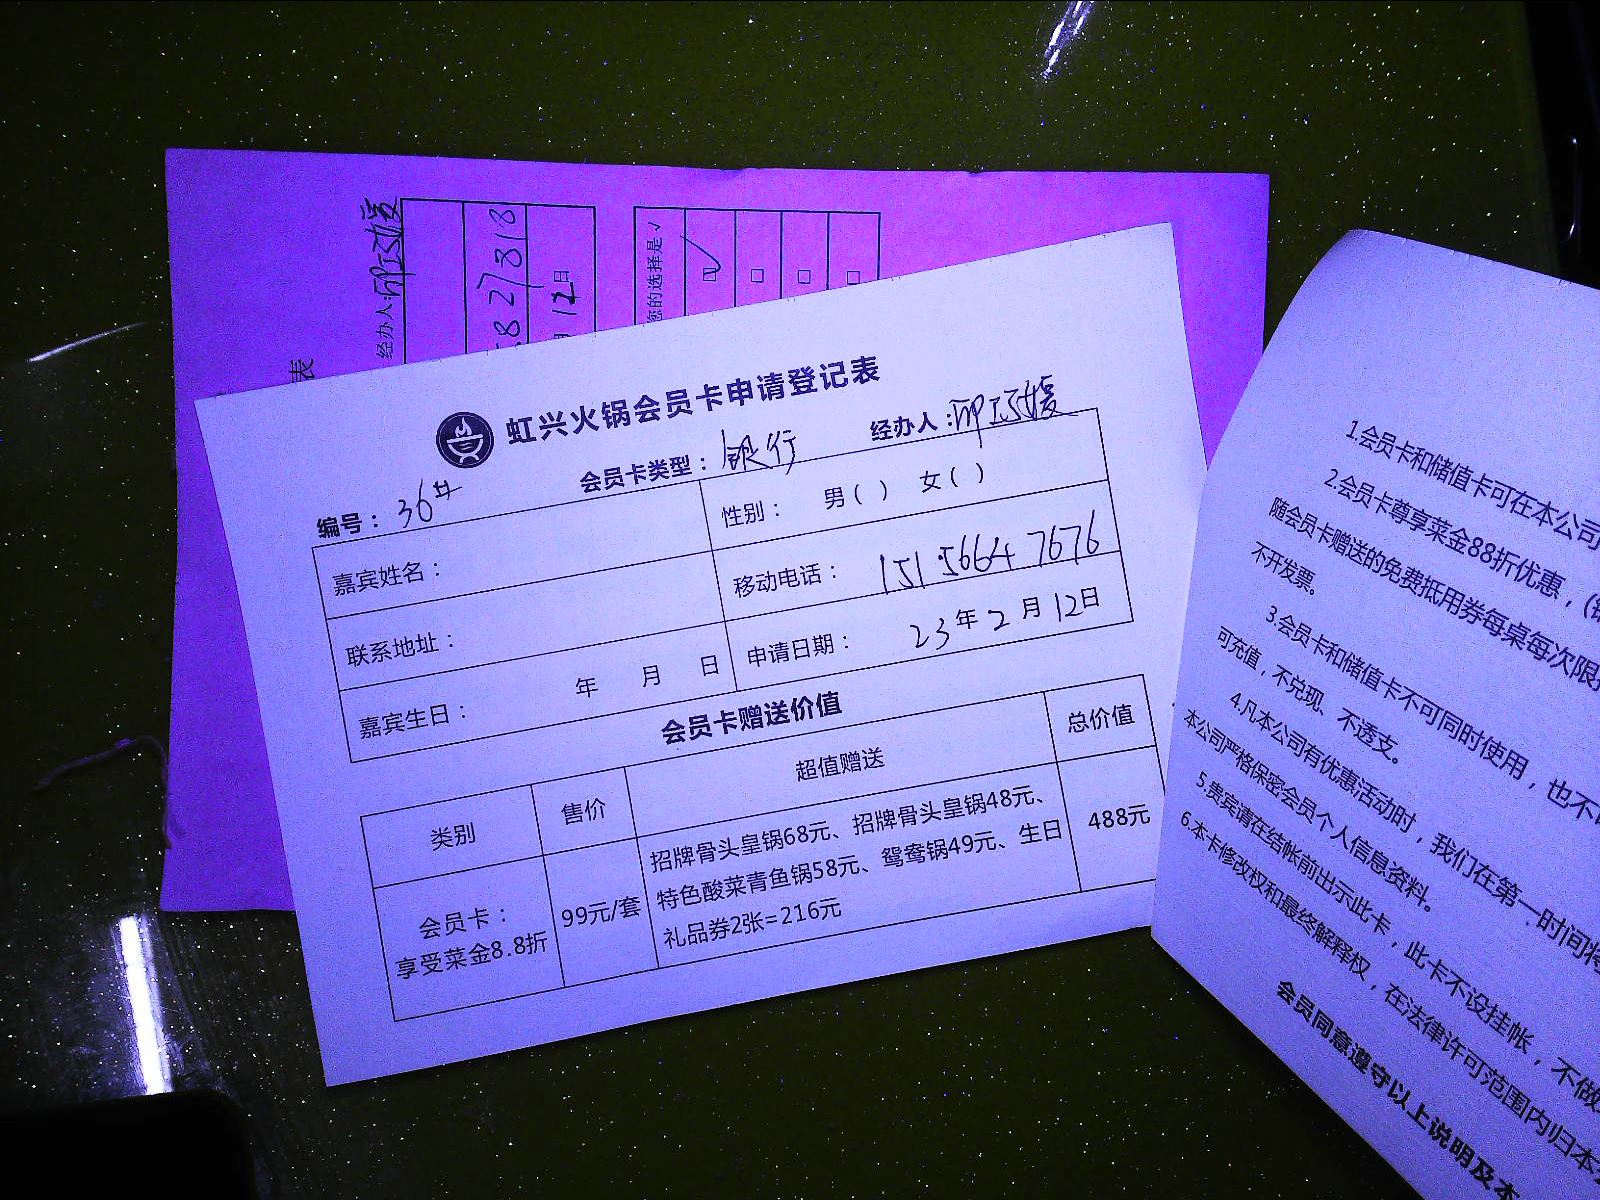 表
经办人:
827818
12日
您的选择是√
虹兴火锅会员卡申请登记表
编号：36#
会员卡类型：银行
经办人:
嘉宾姓名：
性别： 男( ) 女( )
联系地址：
移动电话：151 5664 7676
嘉宾生日： 年 月 日
申请日期：23年2月12日
会员卡赠送价值
类别 售价 超值赠送 总价值
会员卡：
享受菜金8.8折
99元/套
招牌骨头皇锅68元、招牌骨头皇锅48元、
特色酸菜青鱼锅58元、鸳鸯锅49元、生日
礼品券2张=216元
488元
1.会员卡和储值卡可在本公司
2.会员卡尊享菜金88折优惠，(
随会员卡赠送的免费抵用券每桌每次限
不开发票。
3.会员卡和储值卡不可同时使用，也不
可充值，不兑现、不透支。
4.凡本公司有优惠活动时，我们在第一时间将
本公司严格保密会员个人信息资料。
5.贵宾请在结帐前出示此卡，此卡不设挂帐，不做
6.本卡修改权和最终解释权，在法律许可范围内归本
会员同意遵守以上说明及本